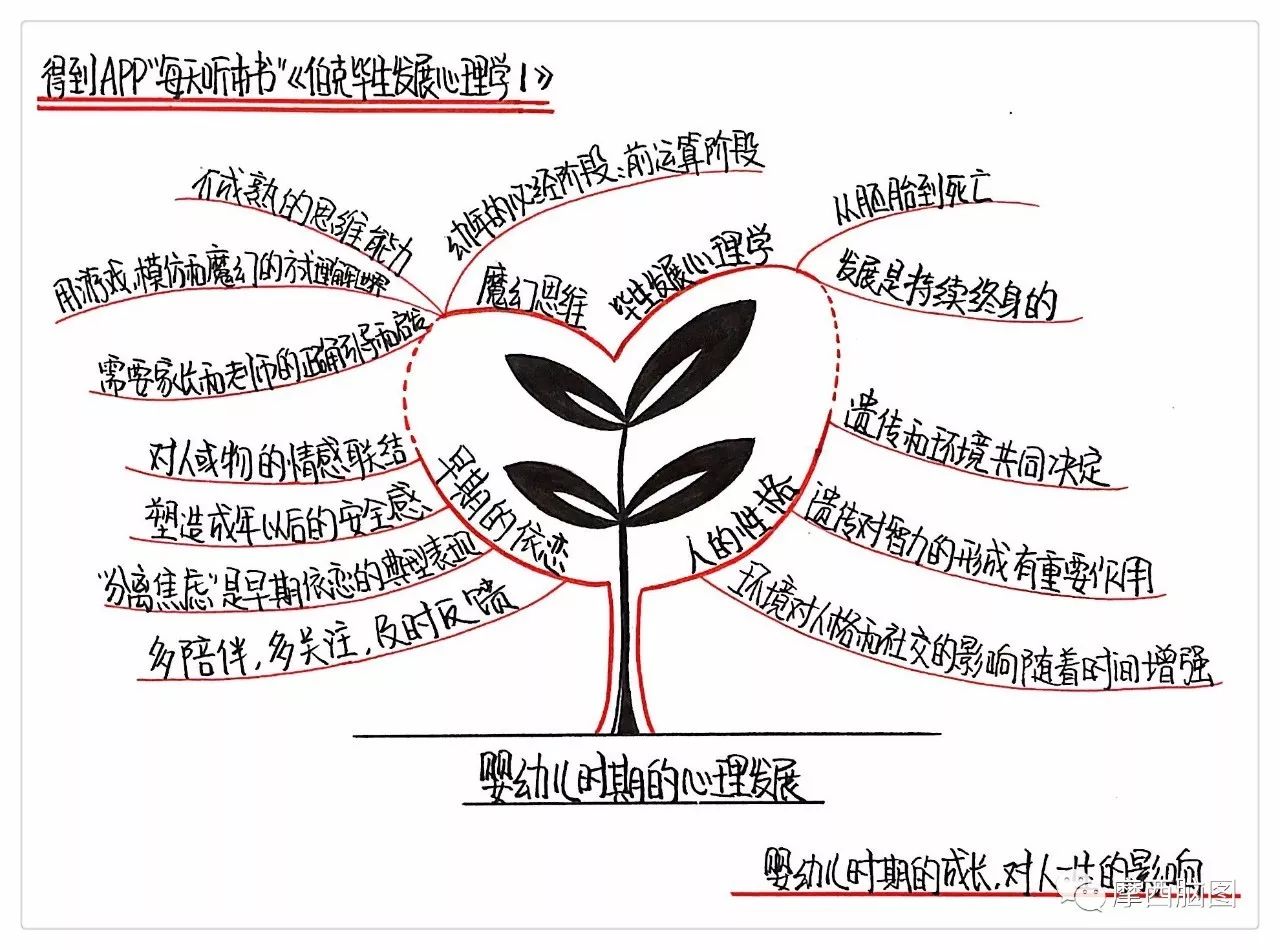 得到APP“每天听本书”《伯克毕生发展心理学1》
毕生发展心理学
从胚胎到死亡
发展是持续终身的
人的性格
遗传和环境共同决定
遗传对智力的形成有重要作用
环境对人格和社交的影响随着时间增强
早期的依恋
对人或物的情感联结
塑造成年以后的安全感
“分离焦虑”是早期依恋的典型表现
多陪伴,多关注,及时反馈
魔幻思维
幼年的必经阶段:前运算阶段
不成熟的思维能力
用游戏、模仿和魔幻的方式理解世界
需要家长和老师的正确引导和启发
婴幼儿时期的心理发展
婴幼儿时期的成长,对人一生的影响
摩西脑图